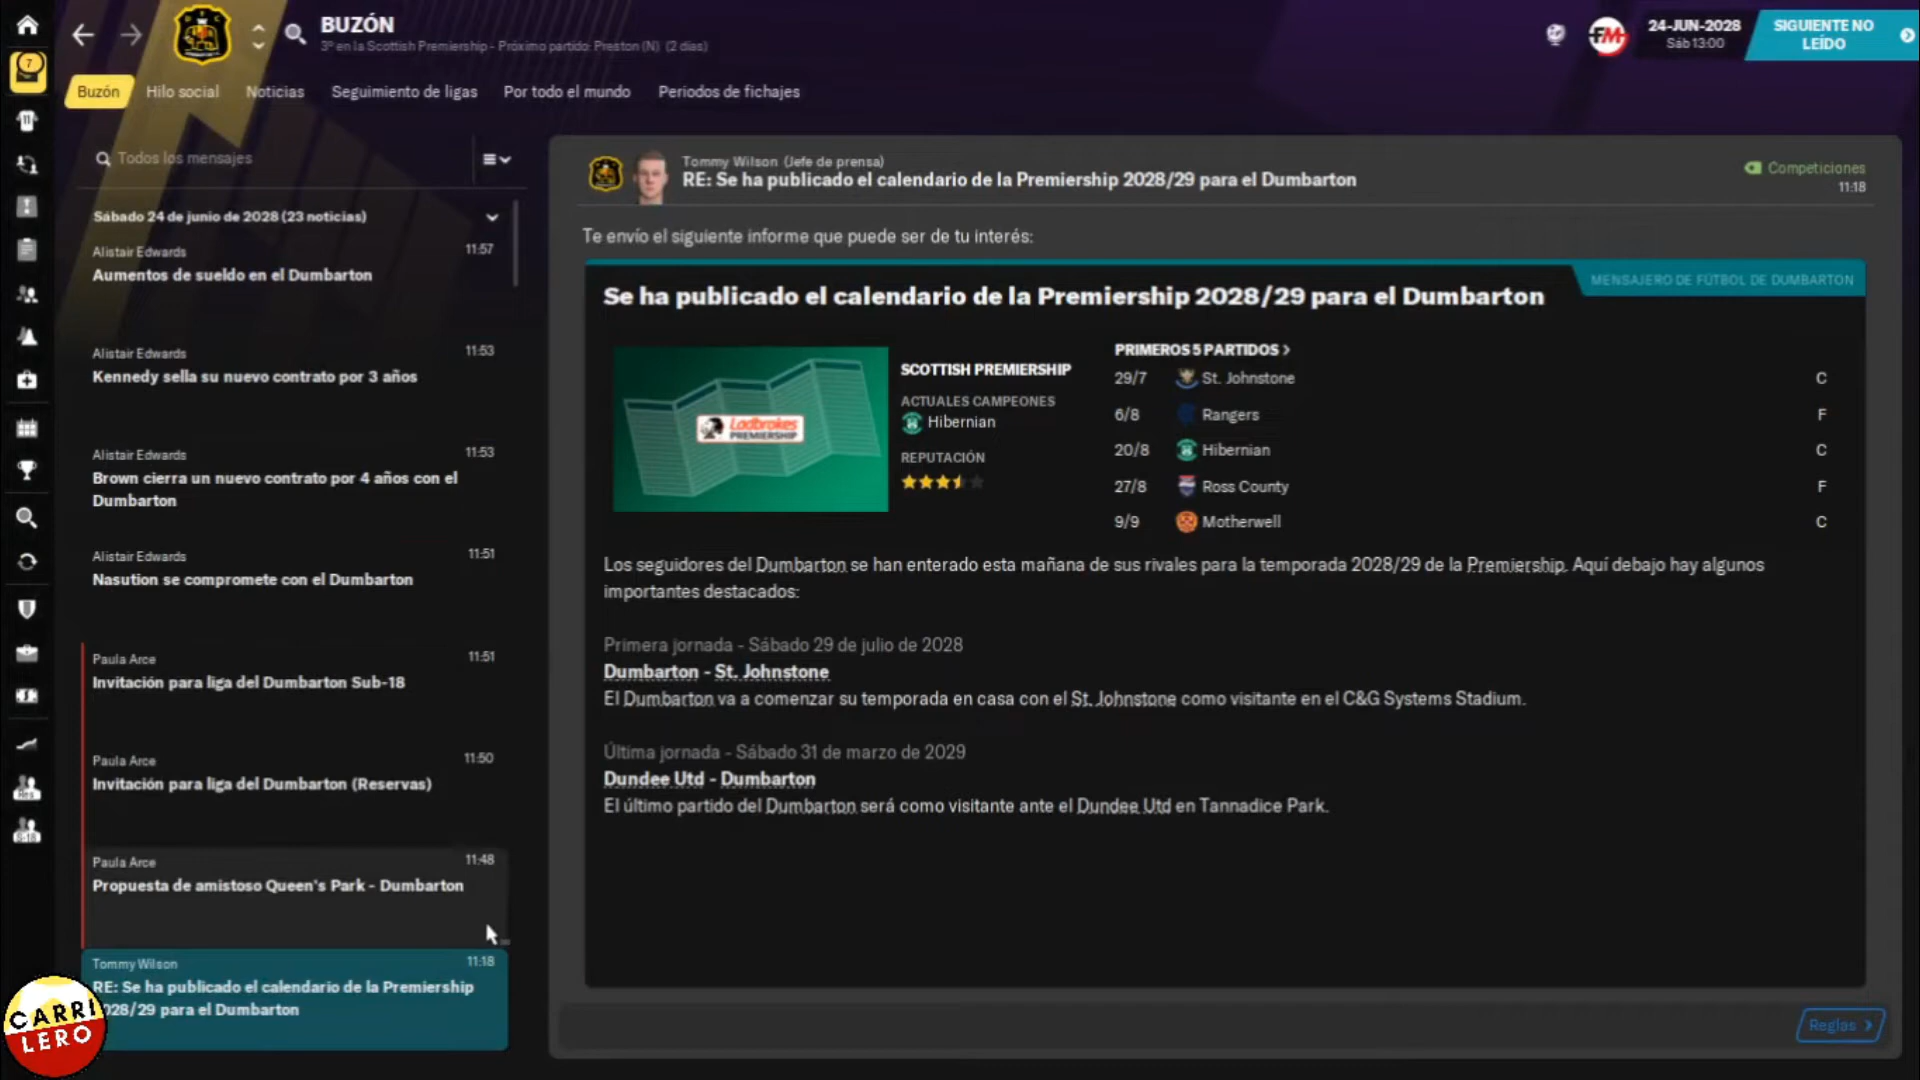 BUZÓN
3º en la Scottish Premiership - Próximo partido: Preston (N) (2 días)
24-JUN-2028
Sáb 13:00
SIGUIENTE NO
LEÍDO
7
Buzón
Hilo social
Noticias
Seguimiento de ligas
Por todo el mundo
Periodos de fichajes
Todos los mensajes
Sábado 24 de junio de 2028 (23 noticias)
Alistair Edwards
11:57
Aumentos de sueldo en el Dumbarton
Alistair Edwards
11:53
Kennedy sella su nuevo contrato por 3 años
Alistair Edwards
11:53
Brown cierra un nuevo contrato por 4 años con el
Dumbarton
Alistair Edwards
11:51
Nasution se compromete con el Dumbarton
Paula Arce
11:51
Invitación para liga del Dumbarton Sub-18
Paula Arce
11:50
Invitación para liga del Dumbarton (Reservas)
Paula Arce
11:48
Propuesta de amistoso Queen's Park - Dumbarton
Tommy Wilson
11:18
RE: Se ha publicado el calendario de la Premiership
2028/29 para el Dumbarton
CARRI
LERO
Tommy Wilson (Jefe de prensa)
RE: Se ha publicado el calendario de la Premiership 2028/29 para el Dumbarton
Competiciones
11:18
Te envío el siguiente informe que puede ser de tu interés:
MENSAJERO DE FÚTBOL DE DUMBARTON
Se ha publicado el calendario de la Premiership 2028/29 para el Dumbarton
Ladbrokes
PREMIERSHIP
SCOTTISH PREMIERSHIP
ACTUALES CAMPEONES
Hibernian
REPUTACIÓN
PRIMEROS 5 PARTIDOS >
29/7 St. Johnstone C
6/8 Rangers F
20/8 Hibernian C
27/8 Ross County F
9/9 Motherwell C
Los seguidores del Dumbarton se han enterado esta mañana de sus rivales para la temporada 2028/29 de la Premiership. Aquí debajo hay algunos
importantes destacados:
Primera jornada - Sábado 29 de julio de 2028
Dumbarton - St. Johnstone
El Dumbarton va a comenzar su temporada en casa con el St. Johnstone como visitante en el C&G Systems Stadium.
Última jornada - Sábado 31 de marzo de 2029
Dundee Utd - Dumbarton
El último partido del Dumbarton será como visitante ante el Dundee Utd en Tannadice Park.
Reglas >